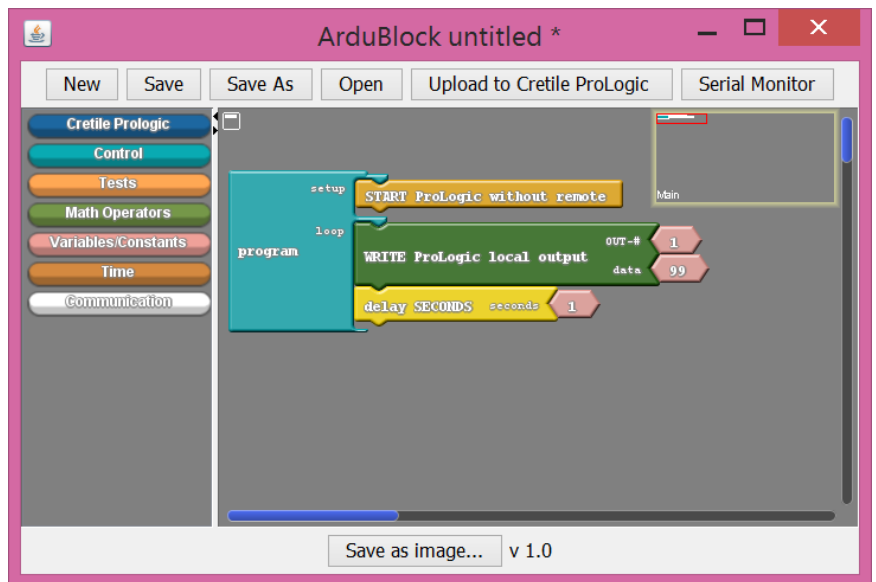 ArduBlock untitled *
New Save Save As Open Upload to Cretile ProLogic Serial Monitor
Cretile Prologic
Control
Tests
Math Operators
Variables/Constants
Time
Communication
Main
program
setup
START ProLogic without remote
loop
WRITE ProLogic local output
OUT-# 1
data 99
delay SECONDS seconds 1
Save as image... v 1.0